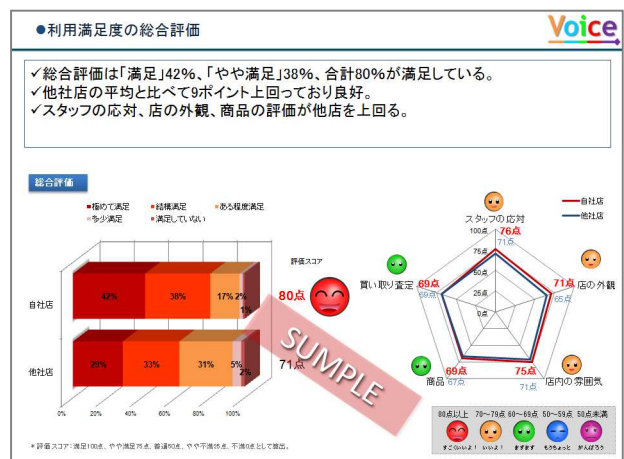 ●利用満足度の総合評価
Voice
✓総合評価は「満足」42%、「やや満足」38%、合計80%が満足している。
✓他社店の平均と比べて9ポイント上回っており良好。
✓スタッフの応対、店の外観、商品の評価が他店を上回る。
総合評価
■極めて満足 ■結構満足 ■ある程度満足
■多少満足 ■満足していない
評価スコア
自社店 42% 38% 17% 2% 1% 80点
他社店 29% 33% 31% 5% 2% 71点
0% 20% 40% 60% 80% 100%
SUMPLE
自社店
他社店
スタッフの応対
76点
71点
100点
75点
50点
25点
0点
買い取り査定 69点
69点
71点 店の外観
65点
69点
商品 67点
75点
店内の雰囲気
71点
80点以上 70～79点 60～69点 50～59点 50点未満
すごくいいよ! いいよ! まずまず もうちょっと がんばろう
*評価スコア:満足100点、やや満足75点、普通50点、やや不満25点、不満0点として算出。